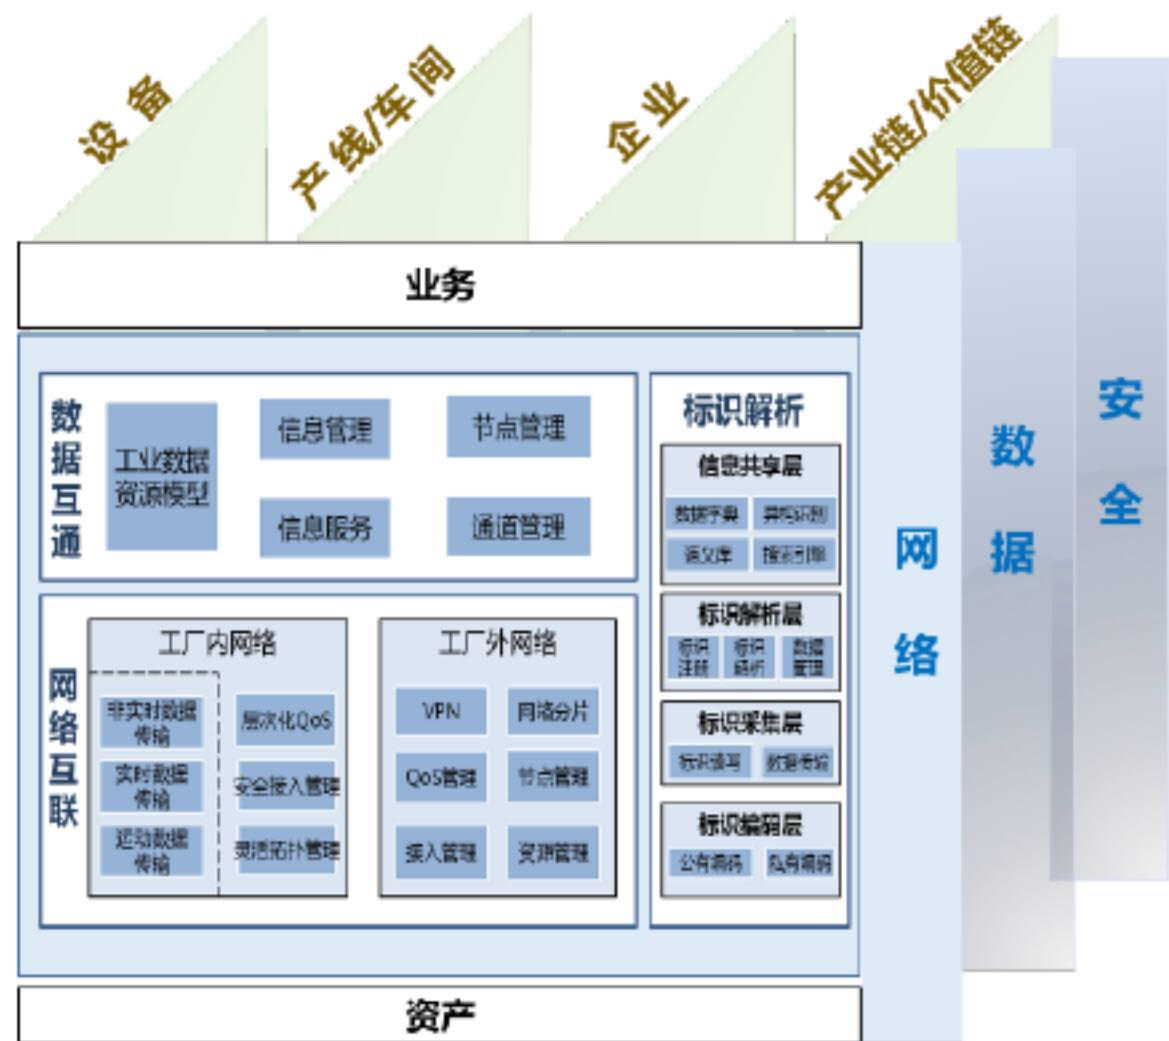 设备
产线/车间
企业
产业链/价值链
业务
数据互通
工业数据
资源模型
信息管理
节点管理
信息服务
通道管理
网络互联
工厂内网络
非实时数据
传输
实时数据
传输
运动数据
传输
层次化QoS
安全接入管理
灵活拓扑管理
工厂外网络
VPN
网络分片
QoS管理
节点管理
接入管理
资源管理
标识解析
信息共享层
数据字典
异构识别
语义库
搜索引擎
标识解析层
标识
注册
标识
解析
数据
管理
标识采集层
标识读写
数据传输
标识编码层
公有编码
私有编码
资产
网络
数据
安全